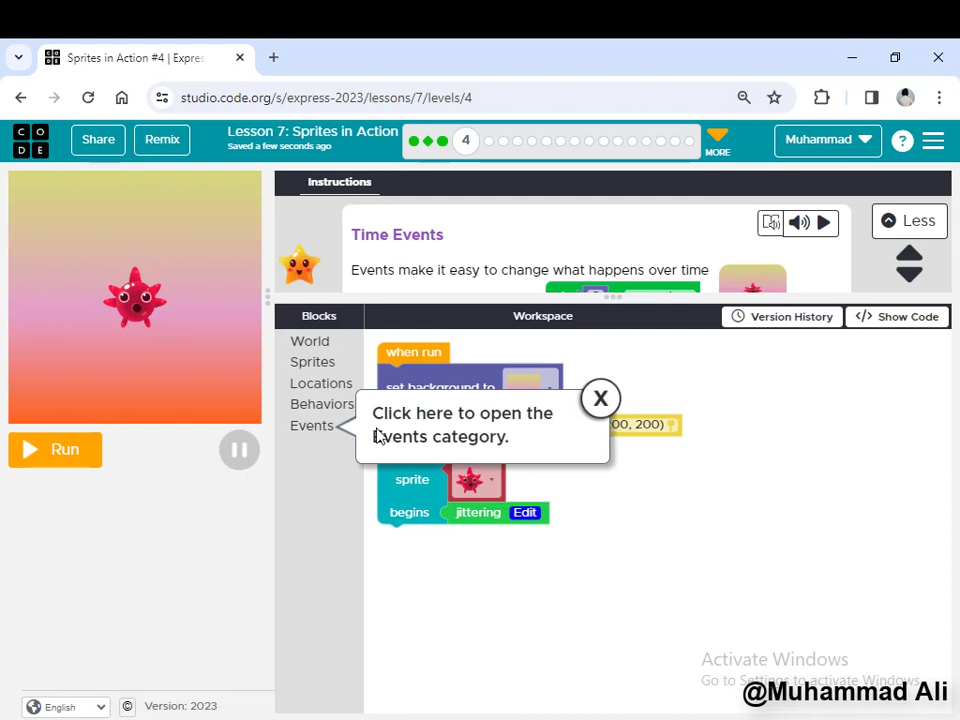 Sprites in Action #4 | Expres
studio.code.org/s/express-2023/lessons/7/levels/4
C O
D E
Share
Remix
Lesson 7: Sprites in Action
Saved a few seconds ago
4
MORE
Muhammad
?
Instructions
Time Events
Less
Events make it easy to change what happens over time
Blocks
Workspace
Version History
</> Show Code
World
Sprites
Locations
Behaviors
Events
when run
set background to
Click here to open the
Events category.
X
00, 200)
sprite
begins
jittering
Edit
Run
Activate Windows
Go to Settings to activate Windows.
@Muhammad Ali
English
©
Version: 2023